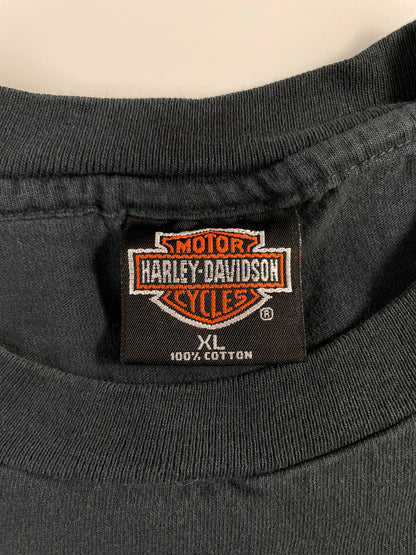 MOTOR
HARLEY-DAVIDSON
CYCLES
®
XL
100% COTTON